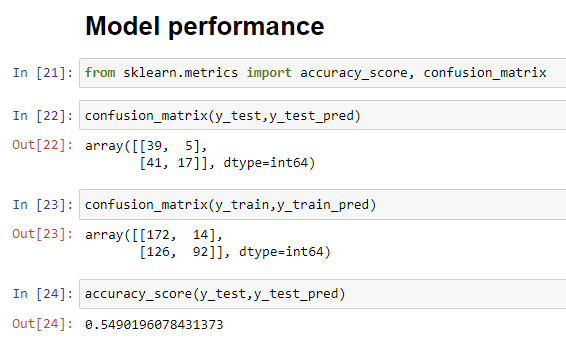 Model performance
In [21]: from sklearn.metrics import accuracy_score, confusion_matrix
In [22]: confusion_matrix(y_test,y_test_pred)
Out[22]: array([[39,  5],
       [41, 17]], dtype=int64)
In [23]: confusion_matrix(y_train,y_train_pred)
Out[23]: array([[172,  14],
       [126,  92]], dtype=int64)
In [24]: accuracy_score(y_test,y_test_pred)
Out[24]: 0.5490196078431373